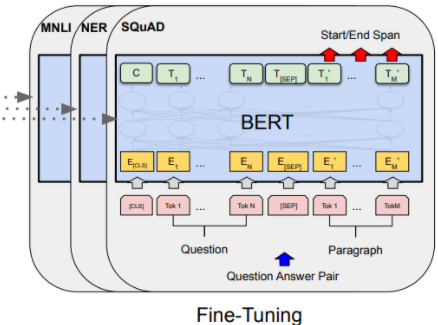 MNLI NER SQuAD
Start/End Span
C T1 ... TN T[SEP] T1' ... TM'
BERT
E[CLS] E1 ... EN E[SEP] E1' ... EM'
[CLS] Tok 1 ... Tok N [SEP] Tok 1 ... TokM
Question Paragraph
Question Answer Pair
Fine-Tuning